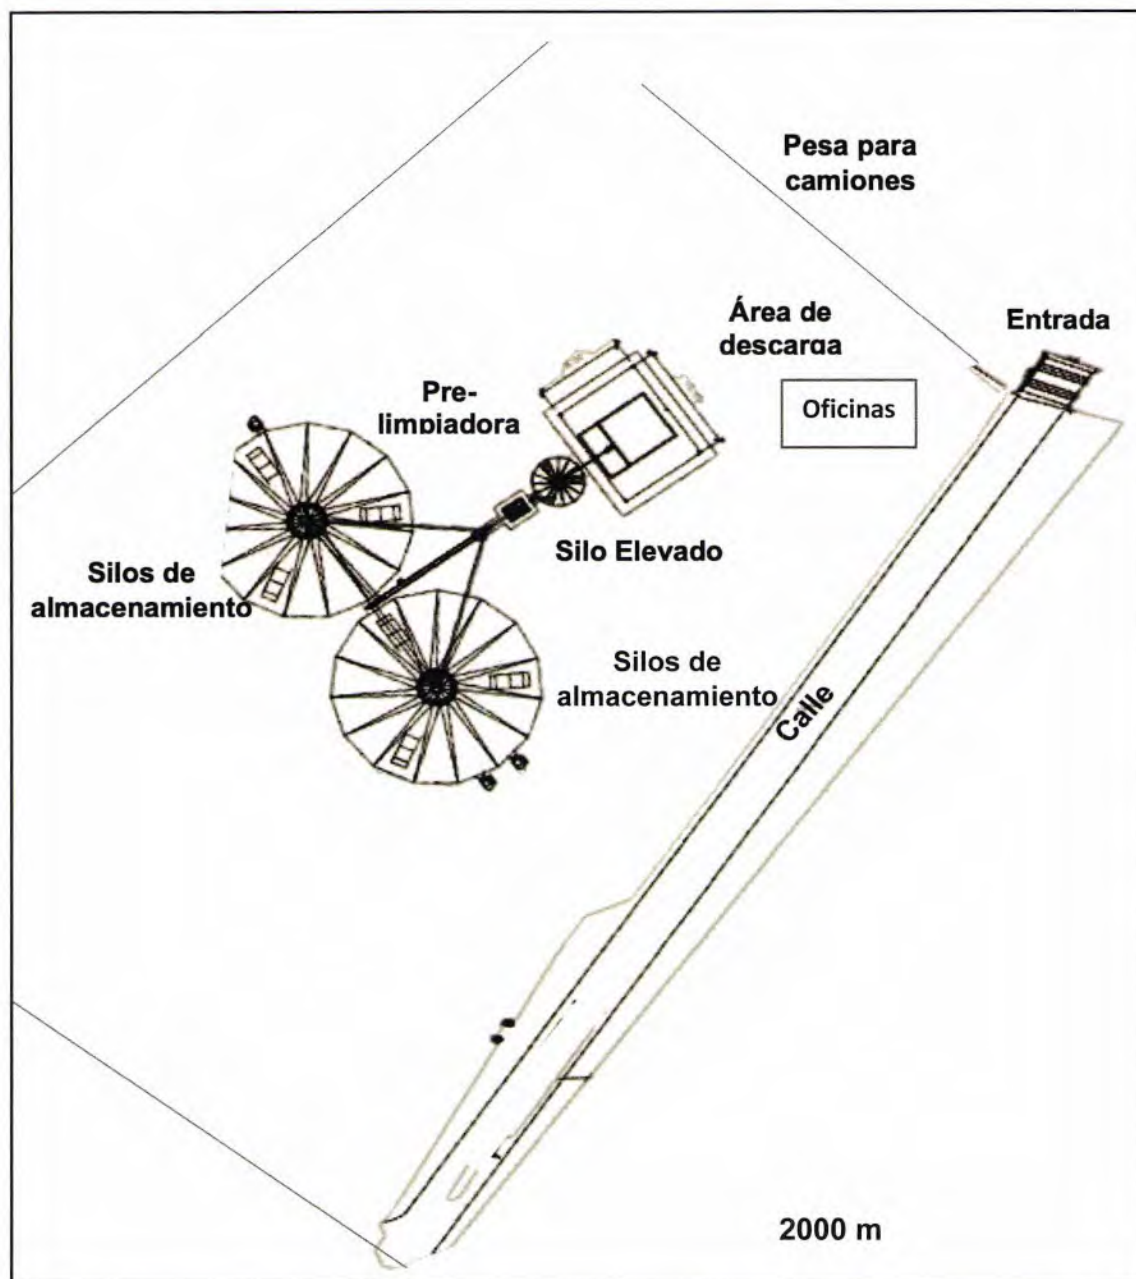 Pesa para
camiones
Área de
descarga
Entrada
Pre-
limpiadora
Oficinas
Silo Elevado
Silos de
almacenamiento
Silos de
almacenamiento
Calle
2000 m